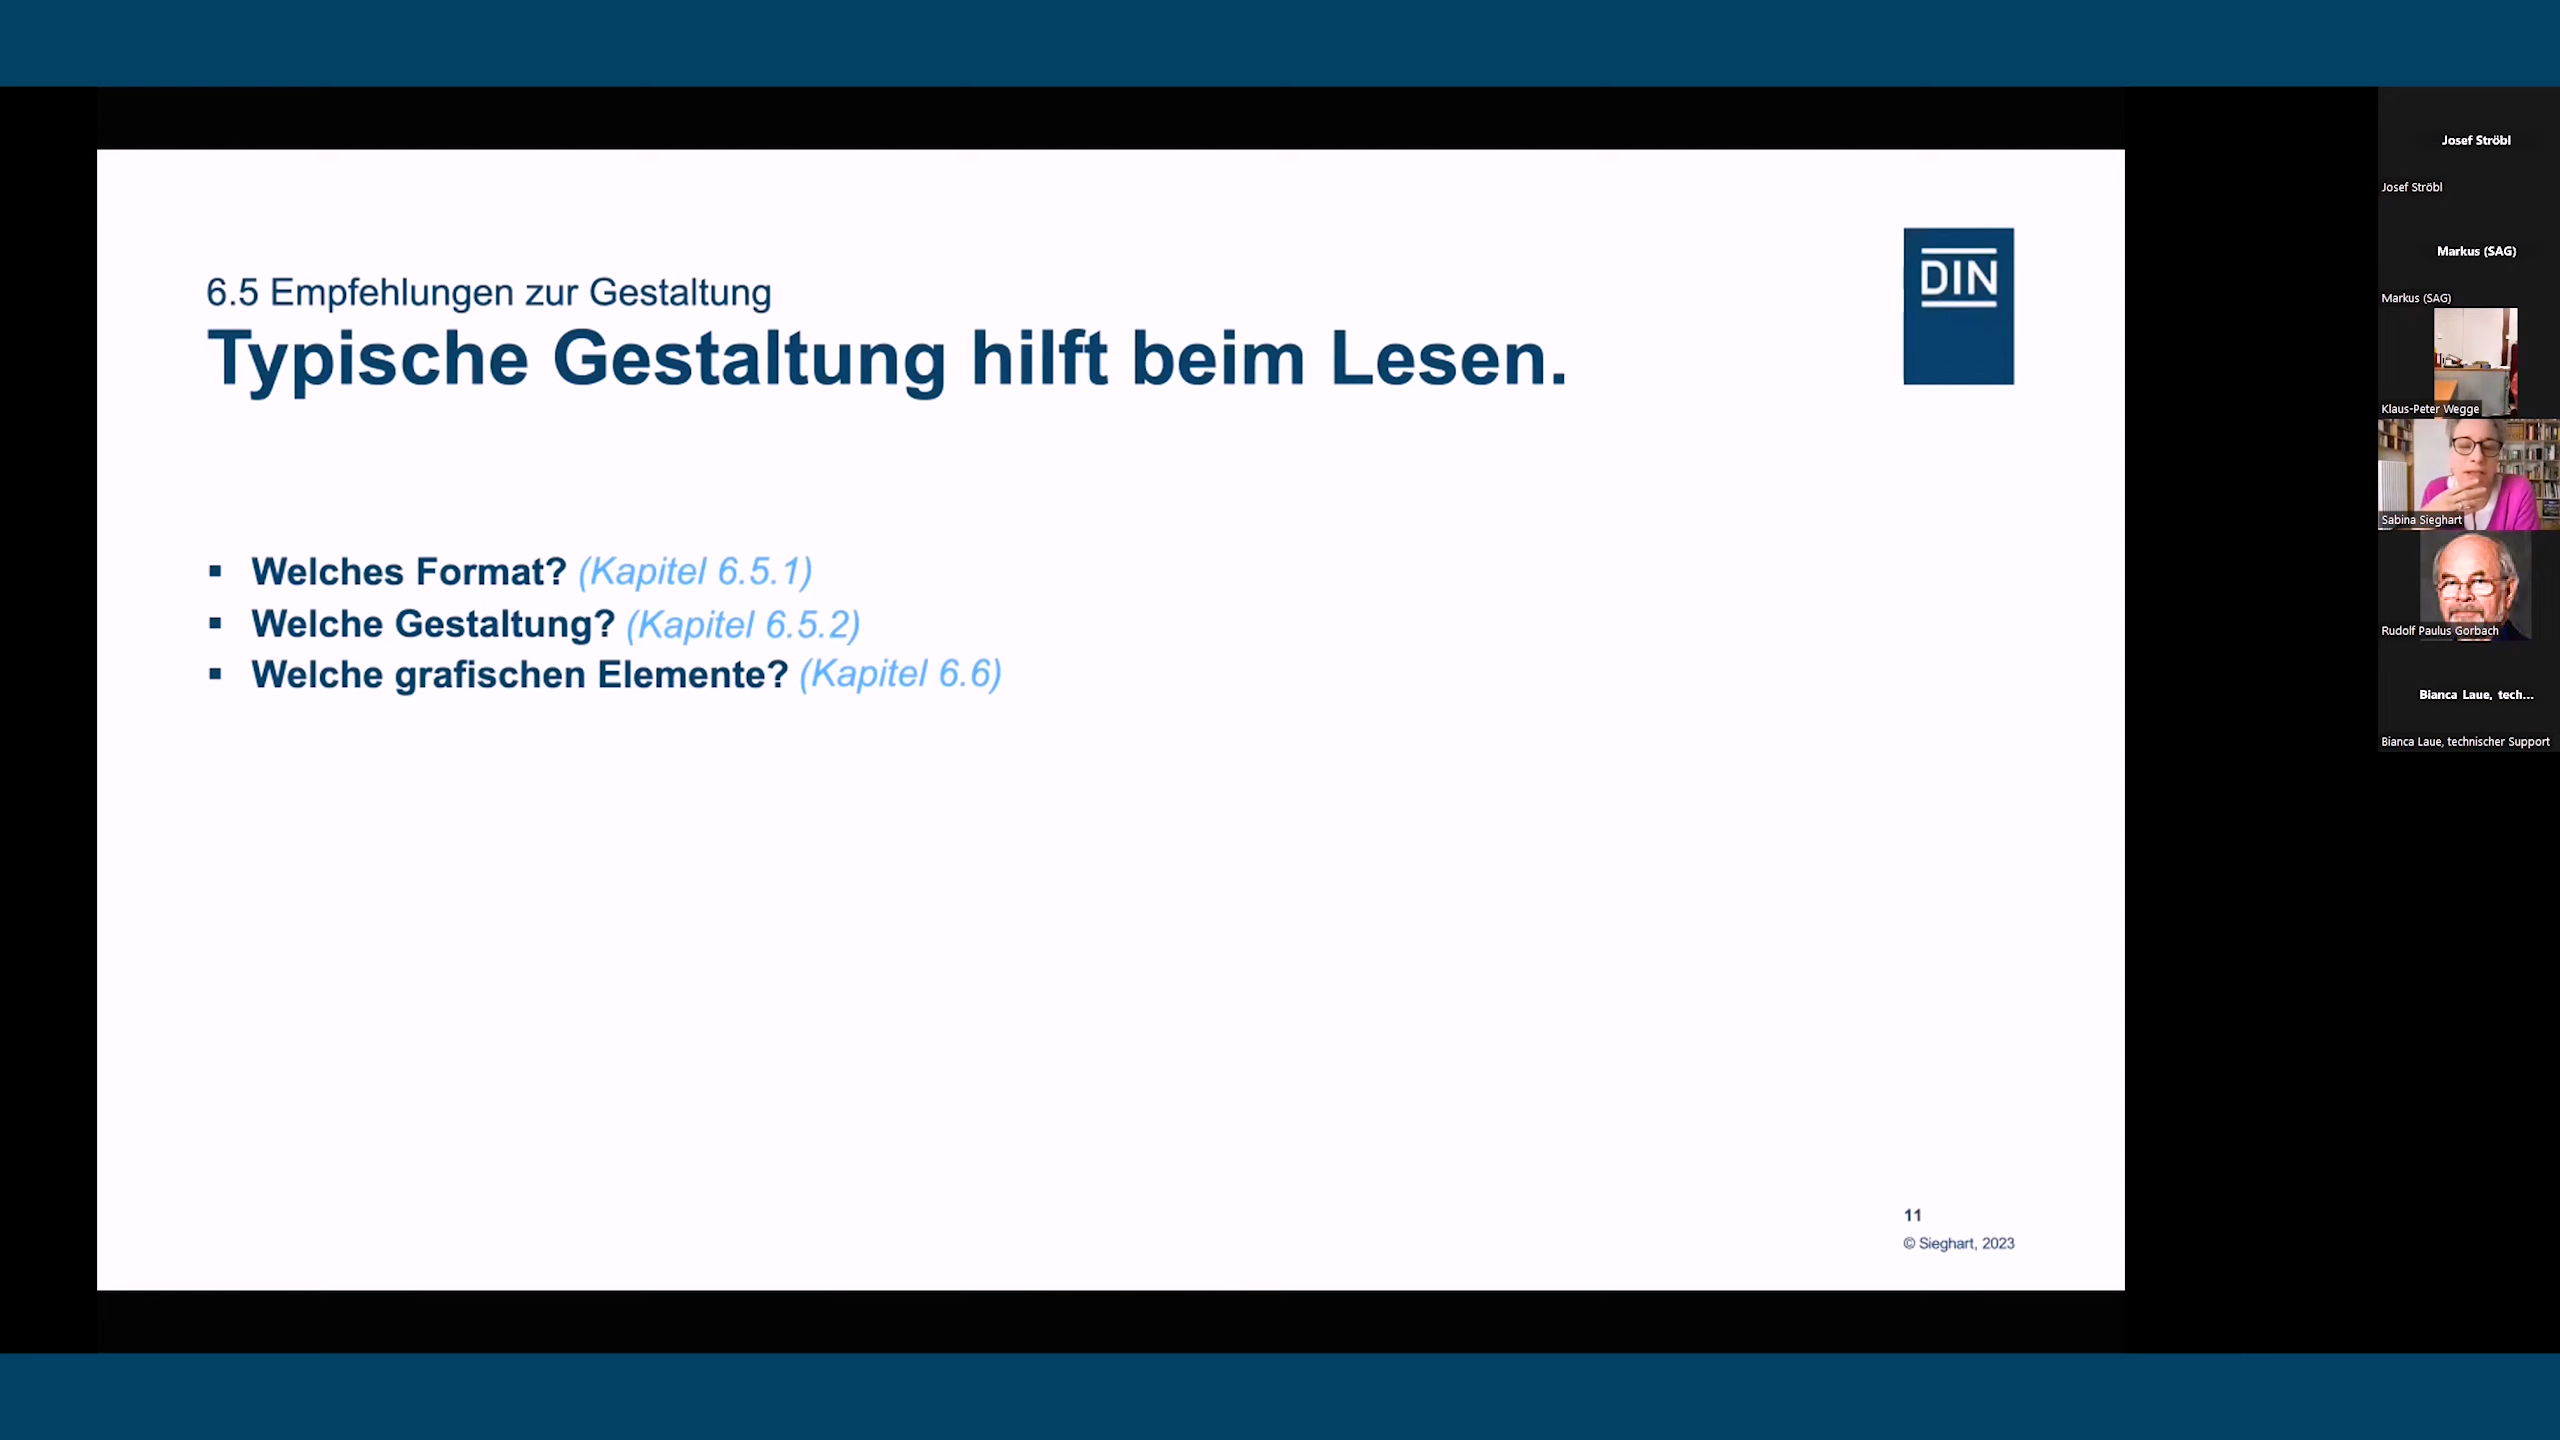 6.5 Empfehlungen zur Gestaltung
Typische Gestaltung hilft beim Lesen.
DIN
▪ Welches Format? (Kapitel 6.5.1)
▪ Welche Gestaltung? (Kapitel 6.5.2)
▪ Welche grafischen Elemente? (Kapitel 6.6)
11
© Sieghart, 2023
Josef Ströbl
Josef Ströbl
Markus (SAG)
Markus (SAG)
Klaus-Peter Wegge
Sabina Sieghart
Rudolf Paulus Gorbach
Bianca Laue, tech...
Bianca Laue, technischer Support